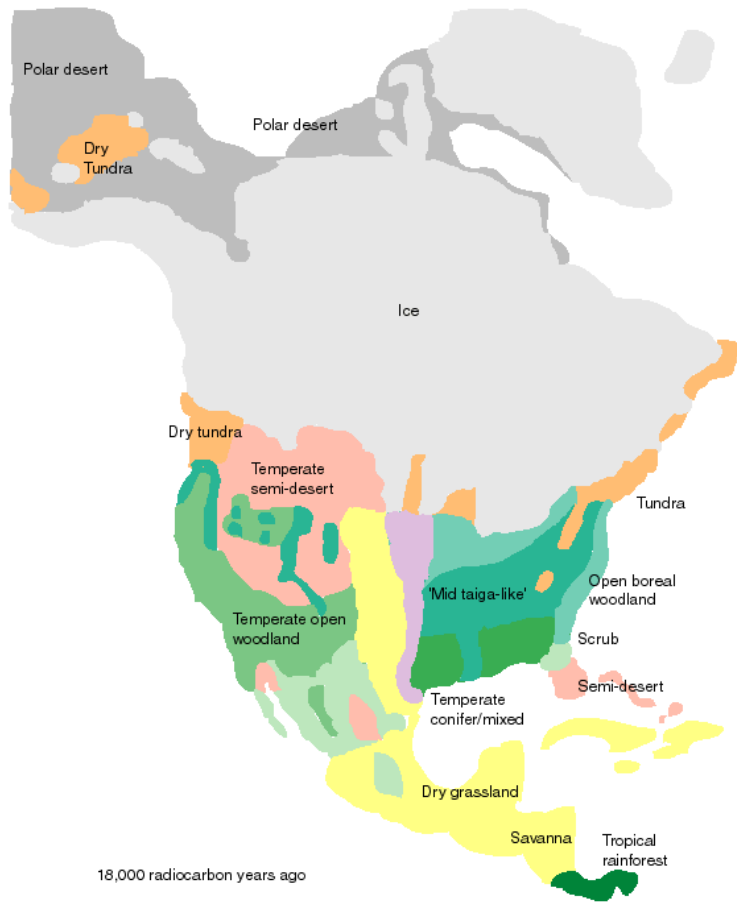 Polar desert
Polar desert
Dry
Tundra
Ice
Dry tundra
Temperate
semi-desert
Tundra
Open boreal
woodland
'Mid taiga-like'
Temperate open
woodland
Scrub
Semi-desert
Temperate
conifer/mixed
Dry grassland
Savanna
Tropical
rainforest
18,000 radiocarbon years ago